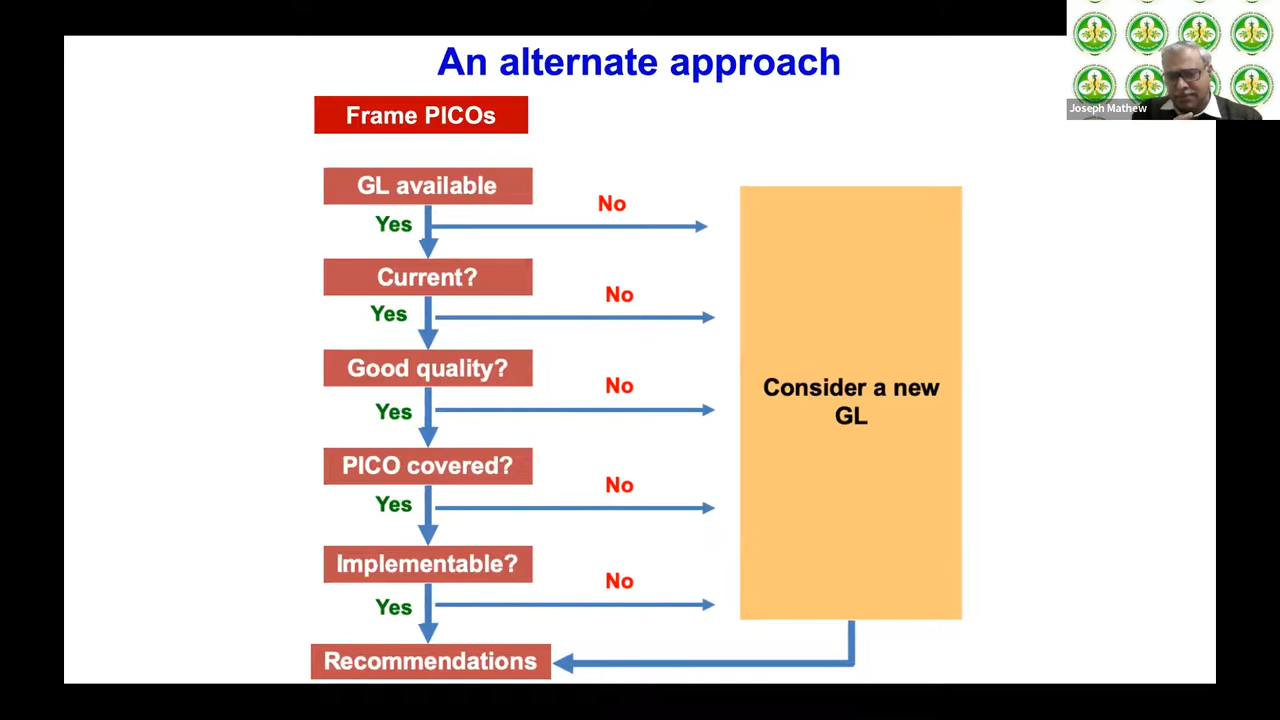 An alternate approach
Joseph Mathew
Frame PICOs
GL available
Yes
No
Current?
Yes
No
Good quality?
Yes
No
PICO covered?
Yes
No
Implementable?
Yes
No
Consider a new
GL
Recommendations